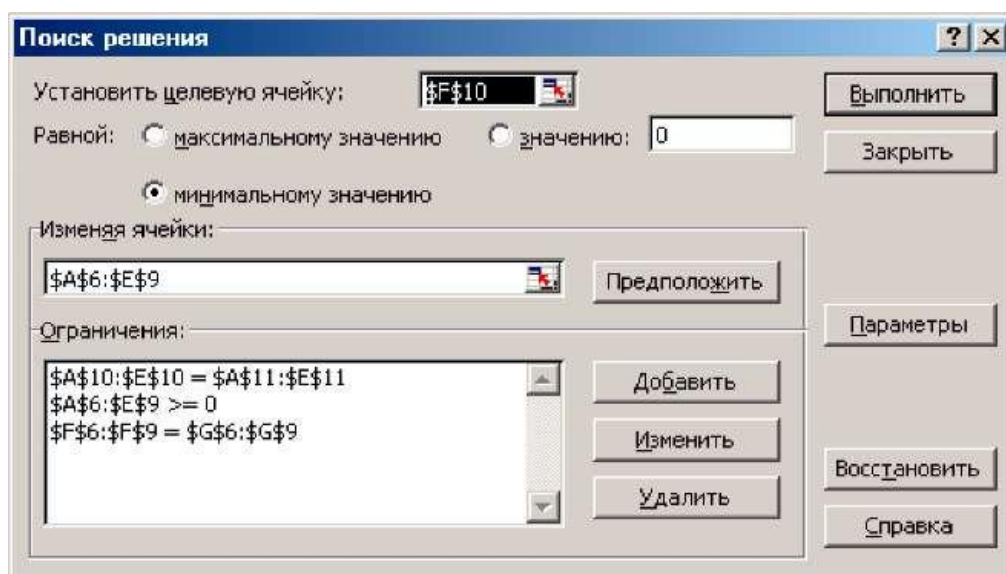 Поиск решения
Установить целевую ячейку: $F$10 Выполнить
Равной: максимальному значению значению: 0 Закрыть
минимальному значению
Изменяя ячейки:
$A$6:$E$9 Предположить
Ограничения: Параметры
$A$10:$E$10 = $A$11:$E$11 Добавить
$A$6:$E$9 >= 0
$F$6:$F$9 = $G$6:$G$9 Изменить
Восстановить
Удалить
Справка